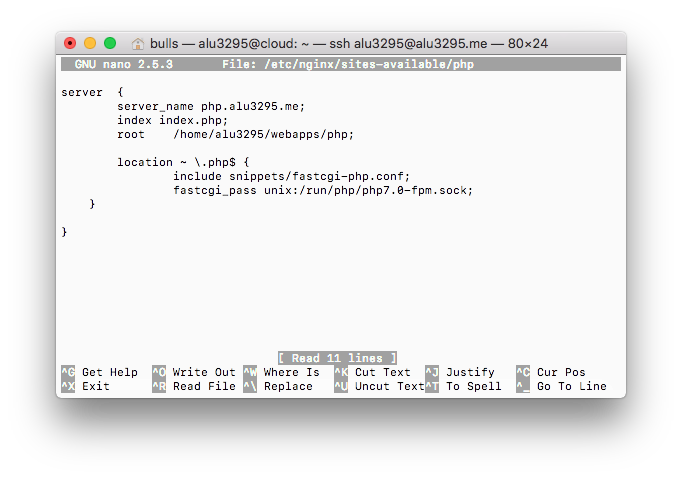 bulls — alu3295@cloud: ~ — ssh alu3295@alu3295.me — 80×24
GNU nano 2.5.3 File: /etc/nginx/sites-available/php
server {
server_name php.alu3295.me;
index index.php;
root /home/alu3295/webapps/php;
location ~ \.php$ {
include snippets/fastcgi-php.conf;
fastcgi_pass unix:/run/php/php7.0-fpm.sock;
}
}
[ Read 11 lines ]
^G Get Help ^O Write Out ^W Where Is ^K Cut Text ^J Justify ^C Cur Pos
^X Exit ^R Read File ^\ Replace ^U Uncut Text^T To Spell ^_ Go To Line